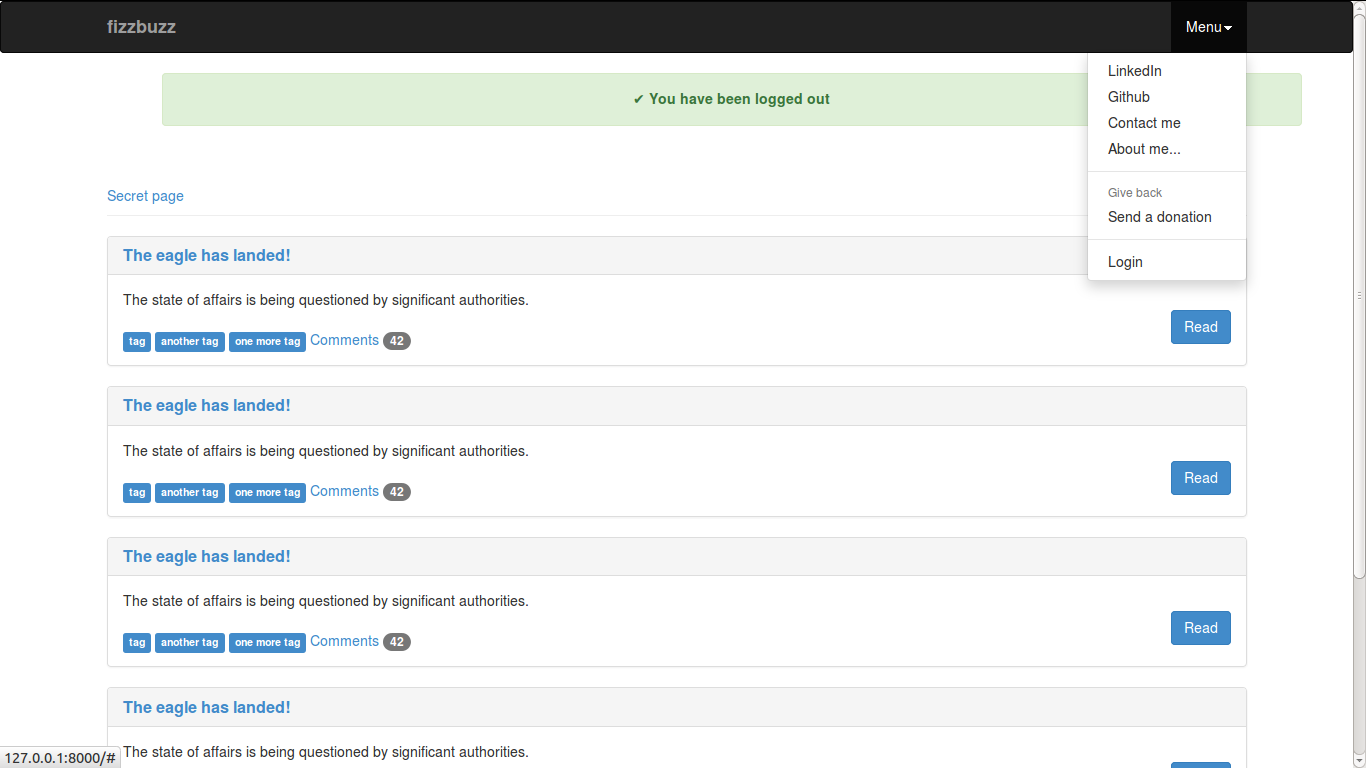 fizzbuzz
Menu
LinkedIn
Github
Contact me
About me...
Give back
Send a donation
Login
✔ You have been logged out
Secret page
The eagle has landed!
The state of affairs is being questioned by significant authorities.
tag another tag one more tag Comments 42
Read
The eagle has landed!
The state of affairs is being questioned by significant authorities.
tag another tag one more tag Comments 42
Read
The eagle has landed!
The state of affairs is being questioned by significant authorities.
tag another tag one more tag Comments 42
Read
The eagle has landed!
The state of affairs is being questioned by significant authorities.
127.0.0.1:8000/#